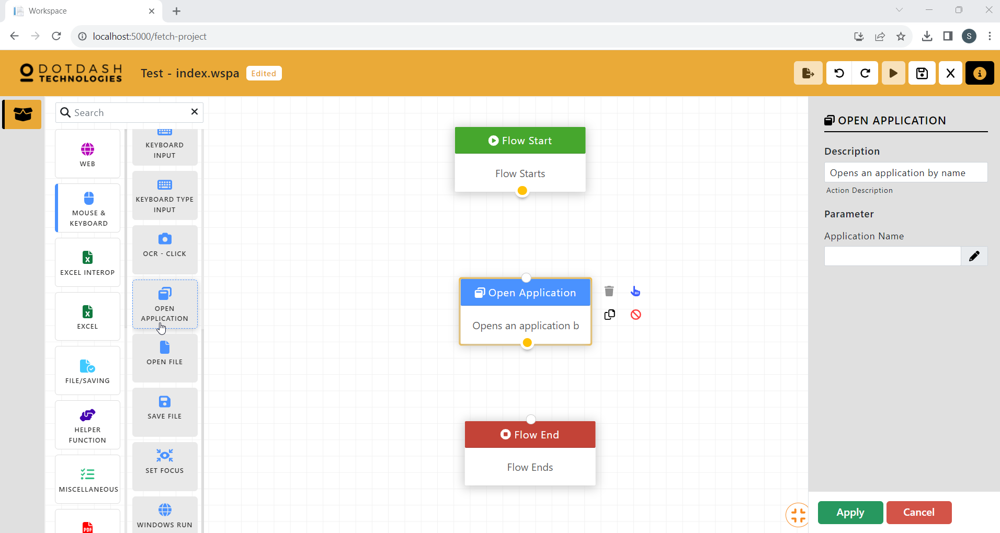 Workspace
localhost:5000/fetch-project
S
DOTDASH
TECHNOLOGIES
Test - index.wspa
Edited
Search
WEB
MOUSE &
KEYBOARD
EXCEL INTEROP
EXCEL
FILE/SAVING
HELPER
FUNCTION
MISCELLANEOUS
PDF
KEYBOARD
INPUT
KEYBOARD TYPE
INPUT
OCR - CLICK
OPEN
APPLICATION
OPEN FILE
SAVE FILE
SET FOCUS
WINDOWS RUN
Flow Start
Flow Starts
Open Application
Opens an application b
Flow End
Flow Ends
OPEN APPLICATION
Description
Opens an application by name
Action Description
Parameter
Application Name
Apply
Cancel